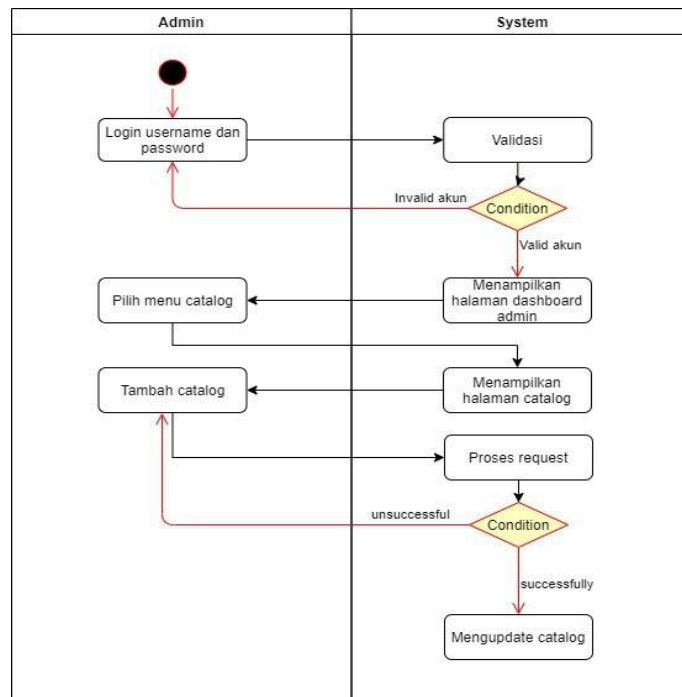 Admin
System
Login username dan
password
Validasi
Invalid akun
Condition
Valid akun
Pilih menu catalog
Menampilkan
halaman dashboard
admin
Tambah catalog
Menampilkan
halaman catalog
Proses request
unsuccessful
Condition
successfully
Mengupdate catalog